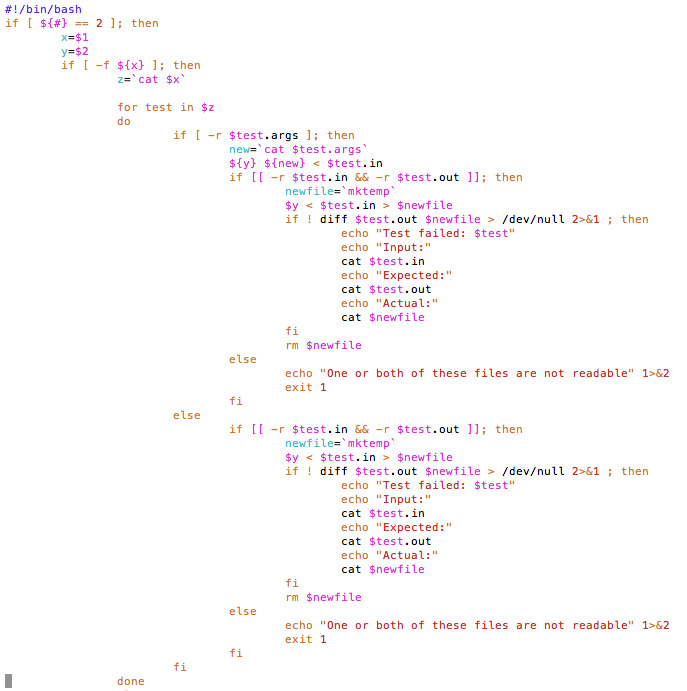 #!/bin/bash
if [ ${#} == 2 ]; then
        x=$1
        y=$2
        if [ -f ${x} ]; then
                z=`cat $x`

                for test in $z
                do
                        if [ -r $test.args ]; then
                                new=`cat $test.args`
                                ${y} ${new} < $test.in
                                if [[ -r $test.in && -r $test.out ]]; then
                                        newfile=`mktemp`
                                        $y < $test.in > $newfile
                                        if ! diff $test.out $newfile > /dev/null 2>&1 ; then
                                                echo "Test failed: $test"
                                                echo "Input:"
                                                cat $test.in
                                                echo "Expected:"
                                                cat $test.out
                                                echo "Actual:"
                                                cat $newfile
                                        fi
                                        rm $newfile
                                else
                                        echo "One or both of these files are not readable" 1>&2
                                        exit 1
                                fi
                        else
                                if [[ -r $test.in && -r $test.out ]]; then
                                        newfile=`mktemp`
                                        $y < $test.in > $newfile
                                        if ! diff $test.out $newfile > /dev/null 2>&1 ; then
                                                echo "Test failed: $test"
                                                echo "Input:"
                                                cat $test.in
                                                echo "Expected:"
                                                cat $test.out
                                                echo "Actual:"
                                                cat $newfile
                                        fi
                                        rm $newfile
                                else
                                        echo "One or both of these files are not readable" 1>&2
                                        exit 1
                                fi
                        fi
                done